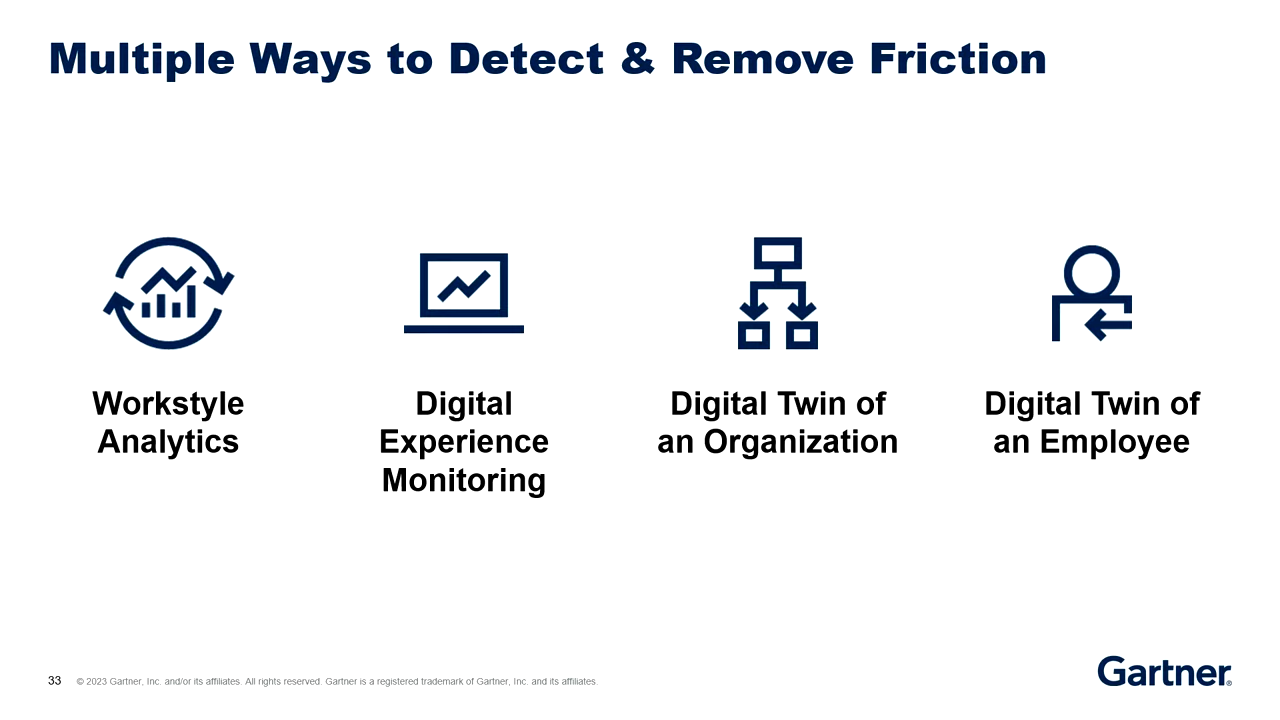 Multiple Ways to Detect & Remove Friction
Workstyle
Analytics
Digital
Experience
Monitoring
Digital Twin of
an Organization
Digital Twin of
an Employee
33 © 2023 Gartner, Inc. and/or its affiliates. All rights reserved. Gartner is a registered trademark of Gartner, Inc. and its affiliates.
Gartner®